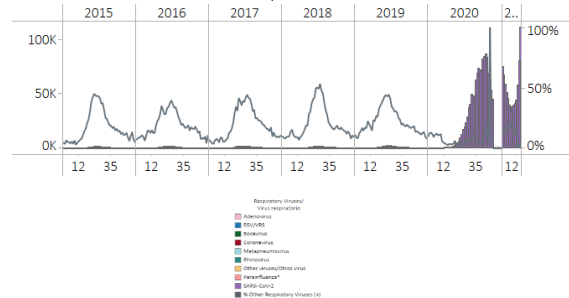 2015 2016 2017 2018 2019 2020 2..
100K 100%
50K 50%
0K 0%
12 35 12 35 12 35 12 35 12 35 12 35 12
Respiratory Viruses/
Virus respiratorio
Adenovirus
RSV/VRS
Bocavirus
Coronavirus
Metapneumovirus
Rhinovirus
Other viruses/Otros virus
Parainfluenza*
SARS- CoV-2
% Other Respiratory Viruses (+)